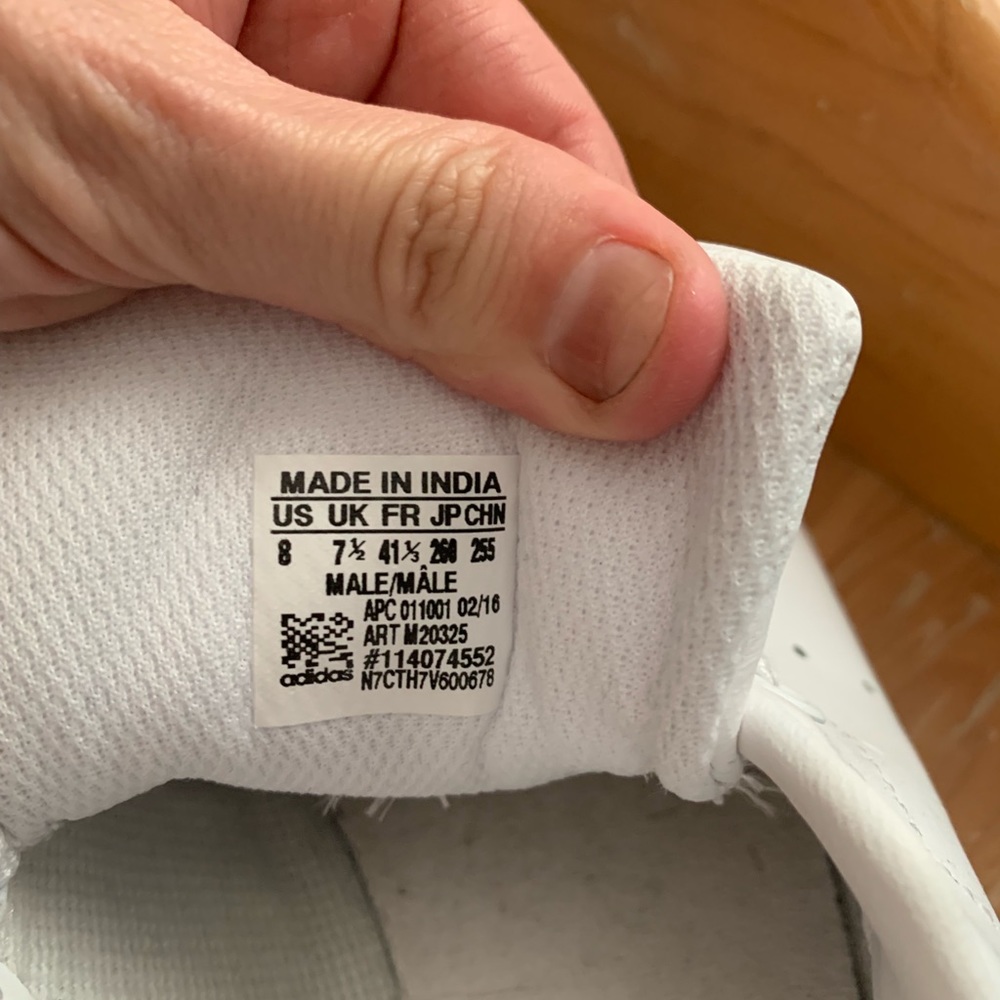 MADE IN INDIA
US UK FR JP CHN
8 7½ 41⅓ 260 255
MALE/MÂLE
APC 011001 02/16
ART M20325
#114074552
adidas N7CTH7V600678